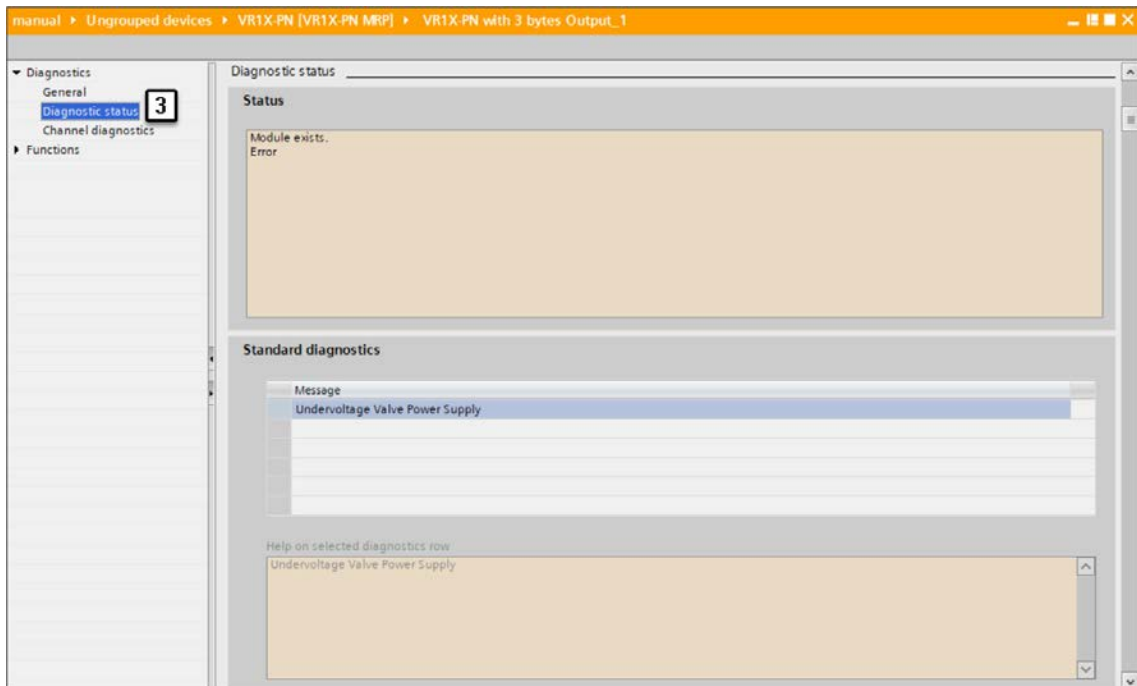 manual ▸ Ungrouped devices ▸ VR1X-PN [VR1X-PN MRP] ▸ VR1X-PN with 3 bytes Output_1
Diagnostics
General
Diagnostic status 3
Channel diagnostics
Functions
Diagnostic status
Status
Module exists.
Error
Standard diagnostics
Message
Undervoltage Valve Power Supply
Help on selected diagnostics row
Undervoltage Valve Power Supply